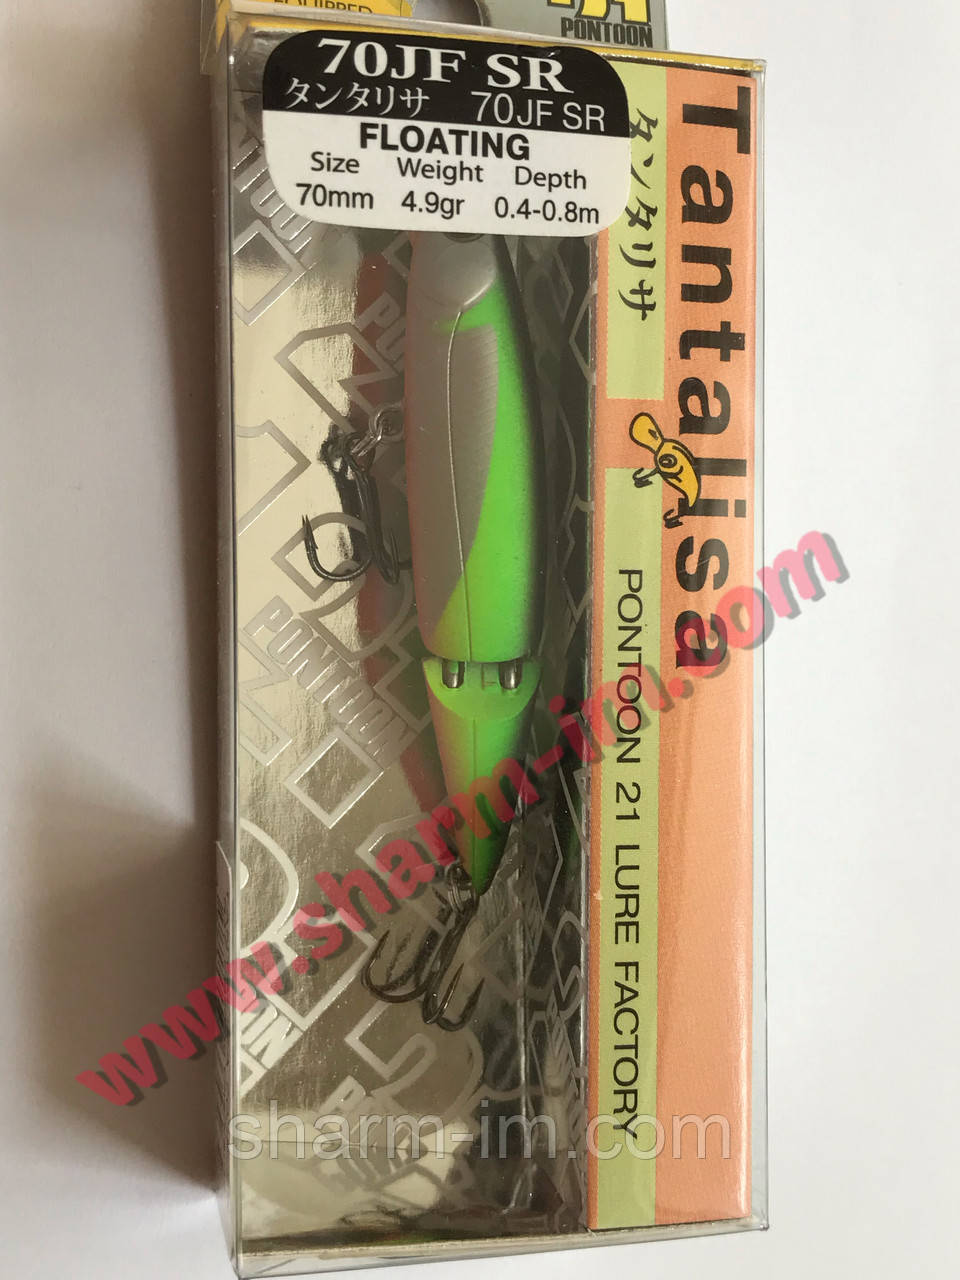 EQUIPPED
PONTOON
70JF SR
タンタリサ 70JF SR
FLOATING
Size Weight Depth
70mm 4.9gr 0.4-0.8m
Tantalisa
タンタリサ
PONTOON 21 LURE FACTORY
PONTOON
www.sharm-im.com
sharm-im.com